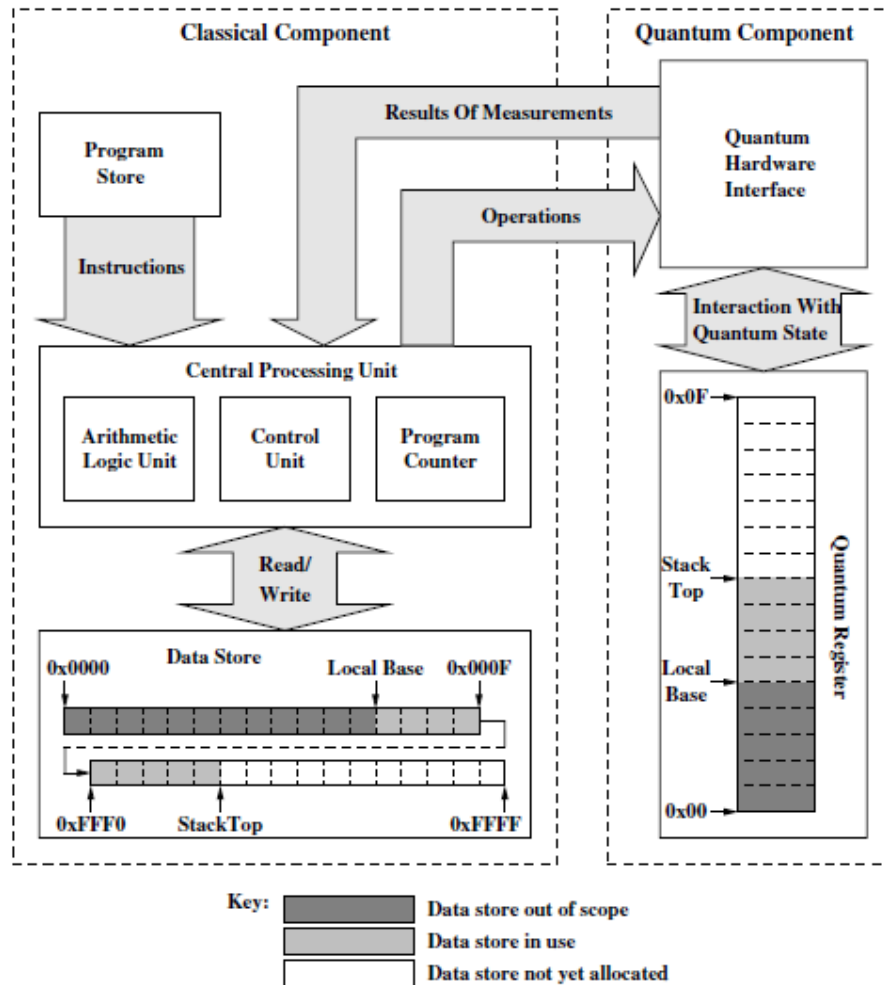 Classical Component
Quantum Component
Program
Store
Instructions
Results Of Measurements
Operations
Quantum
Hardware
Interface
Interaction With
Quantum State
Central Processing Unit
Arithmetic
Logic Unit
Control
Unit
Program
Counter
Read/
Write
Data Store
0x0000
Local Base
0x000F
0xFFF0
StackTop
0xFFFF
0x0F
Stack
Top
Local
Base
0x00
Quantum Register
Key:
Data store out of scope
Data store in use
Data store not yet allocated